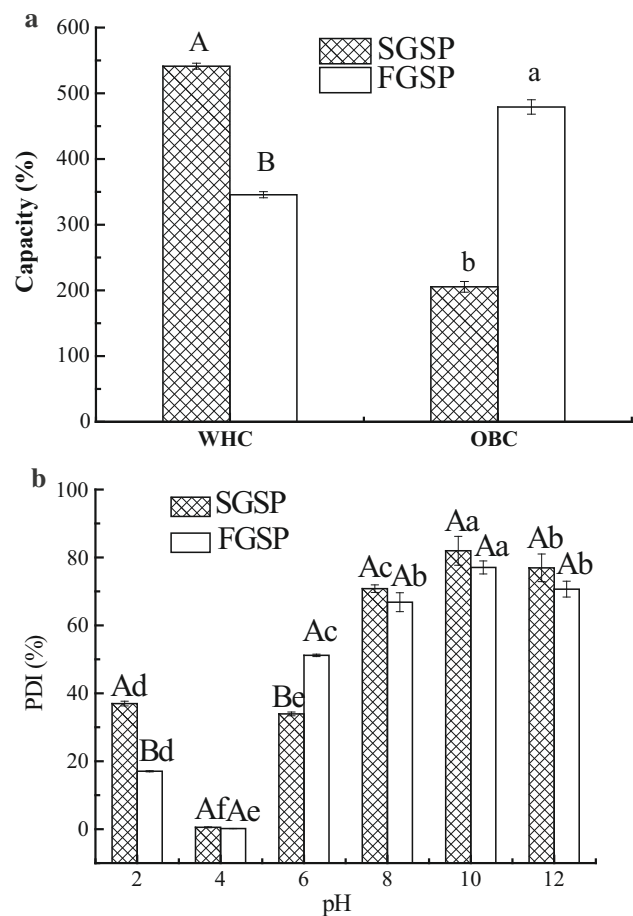 a
600
500
400
300
200
100
0
Capacity (%)
A
B
b
a
SGSP
FGSP
WHC OBC
b
100
80
60
40
20
0
PDI (%)
SGSP
FGSP
Ad Bd Af Ae Be Ac Ac Ab Aa Aa Ab Ab
2 4 6 8 10 12
pH